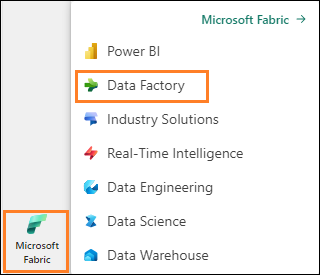 Microsoft Fabric
Power BI
Data Factory
Industry Solutions
Real-Time Intelligence
Data Engineering
Data Science
Data Warehouse
Microsoft
Fabric